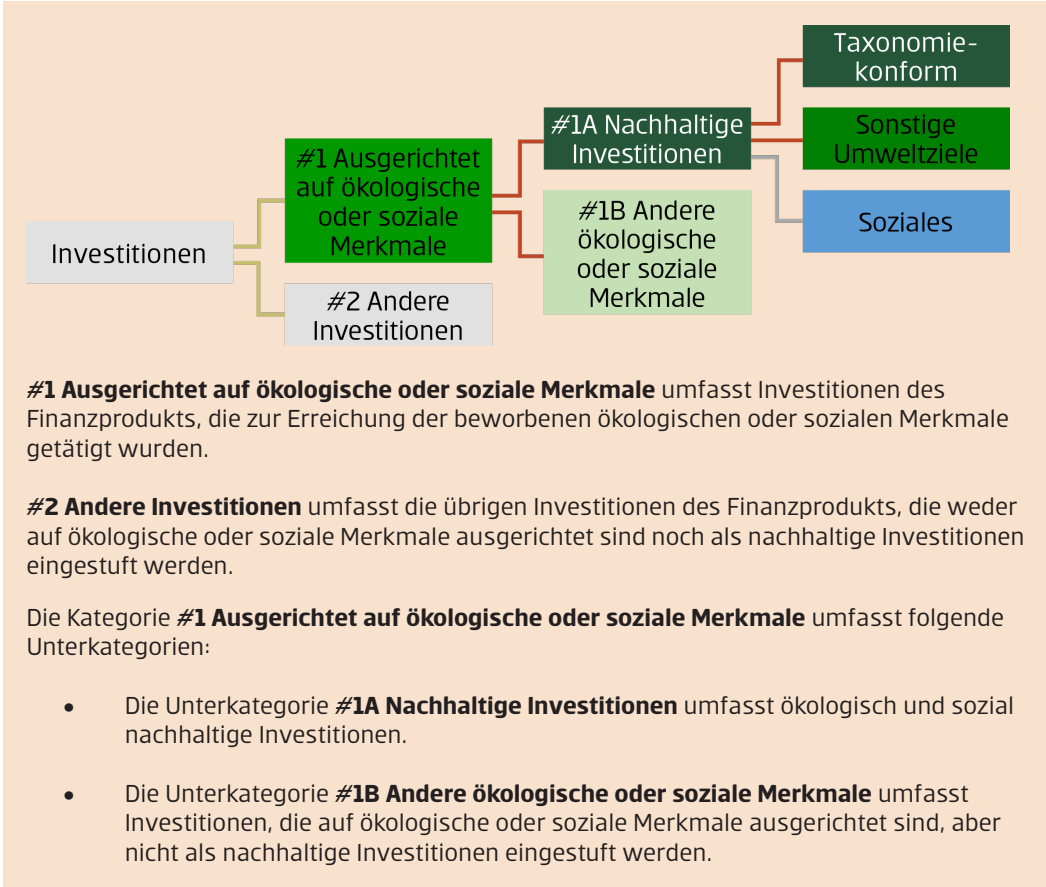 Taxonomie-
konform
#1A Nachhaltige
Investitionen
Sonstige
Umweltziele
#1 Ausgerichtet
auf ökologische
oder soziale
Merkmale
#1B Andere
ökologische
oder soziale
Merkmale
Soziales
Investitionen
#2 Andere
Investitionen
#1 Ausgerichtet auf ökologische oder soziale Merkmale umfasst Investitionen des
Finanzprodukts, die zur Erreichung der beworbenen ökologischen oder sozialen Merkmale
getätigt wurden.
#2 Andere Investitionen umfasst die übrigen Investitionen des Finanzprodukts, die weder
auf ökologische oder soziale Merkmale ausgerichtet sind noch als nachhaltige Investitionen
eingestuft werden.
Die Kategorie #1 Ausgerichtet auf ökologische oder soziale Merkmale umfasst folgende
Unterkategorien:
• Die Unterkategorie #1A Nachhaltige Investitionen umfasst ökologisch und sozial
nachhaltige Investitionen.
• Die Unterkategorie #1B Andere ökologische oder soziale Merkmale umfasst
Investitionen, die auf ökologische oder soziale Merkmale ausgerichtet sind, aber
nicht als nachhaltige Investitionen eingestuft werden.